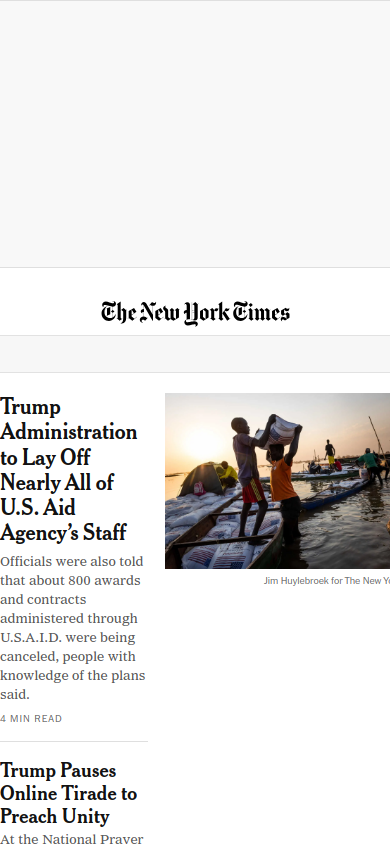 The New York Times
Trump
Administration
to Lay Off
Nearly All of
U.S. Aid
Agency's Staff
Officials were also told
that about 800 awards
and contracts
administered through
U.S.A.I.D. were being
canceled, people with
knowledge of the plans
said.
4 MIN READ
Jim Huylebroek for The New Yo
Trump Pauses
Online Tirade to
Preach Unity
At the National Prayer